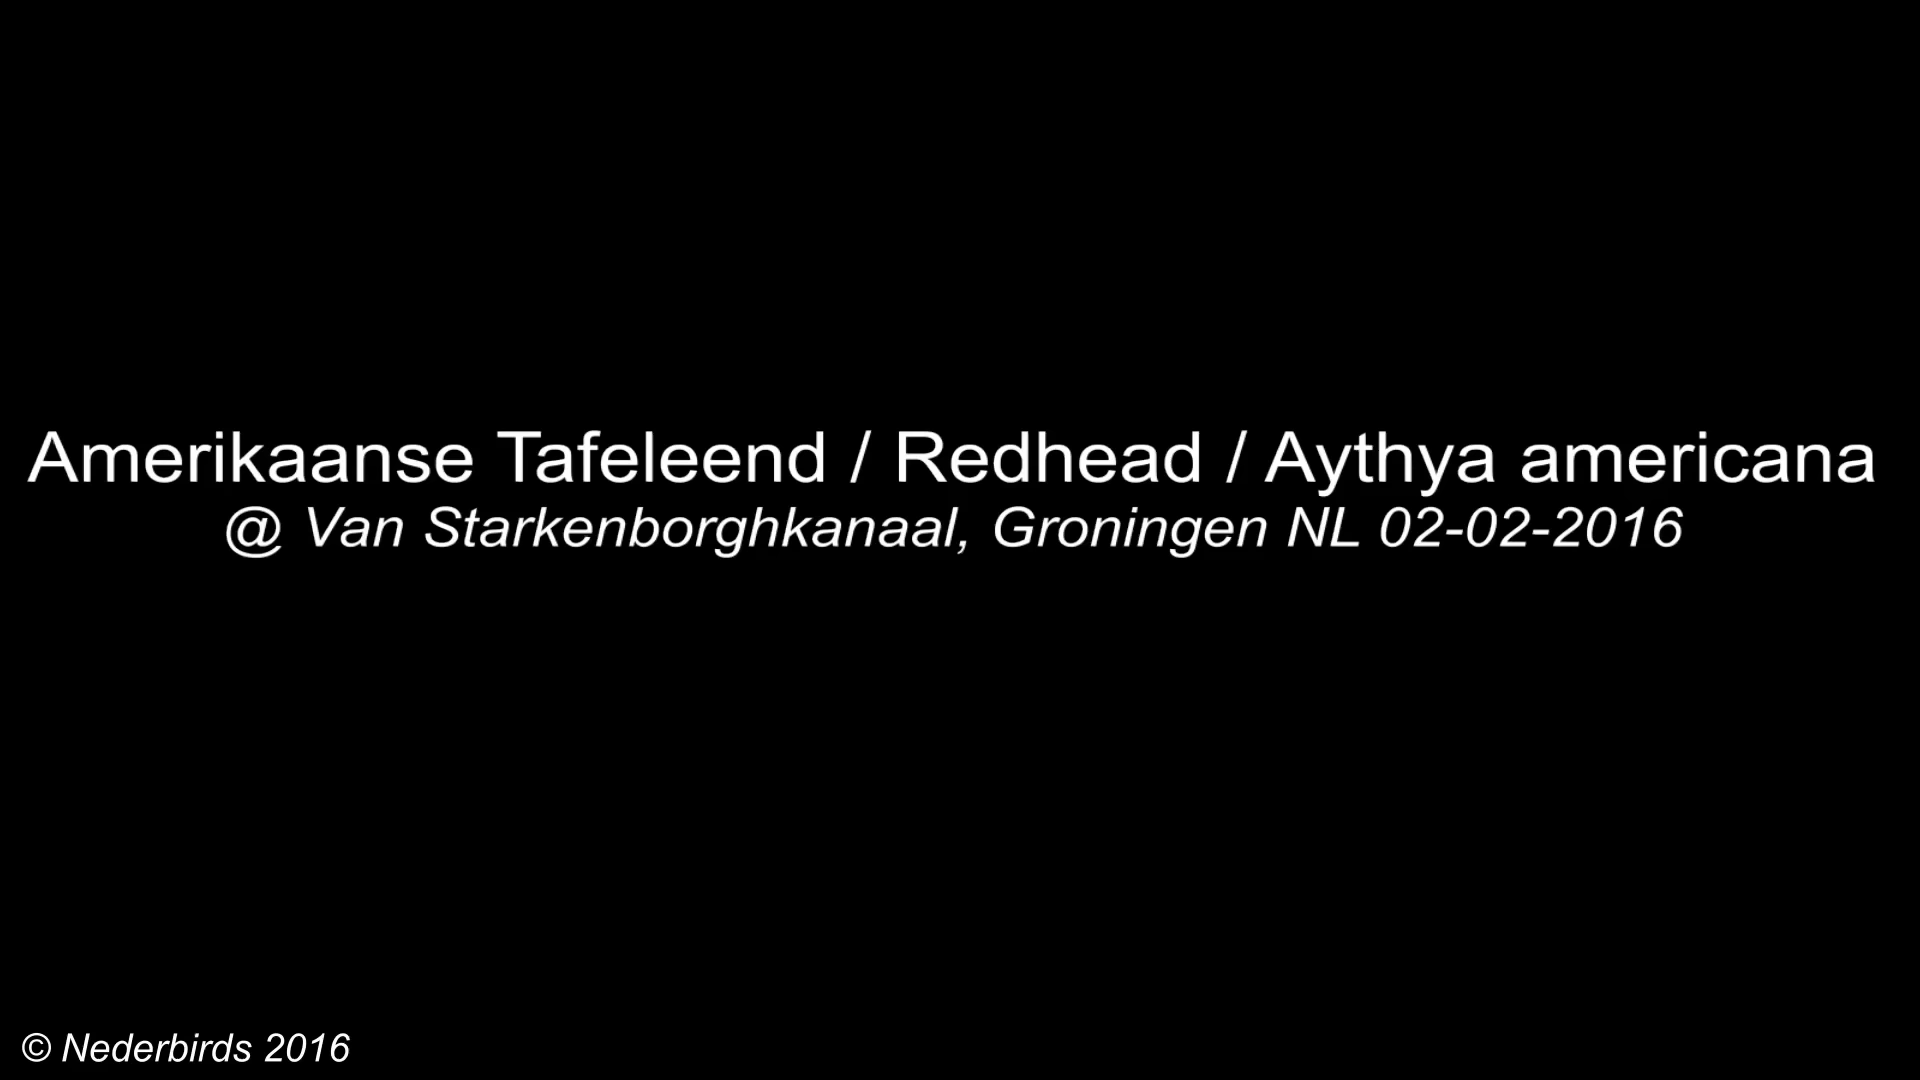 Amerikaanse Tafeleend / Redhead / Aythya americana
@ Van Starkenborghkanaal, Groningen NL 02-02-2016
© Nederbirds 2016